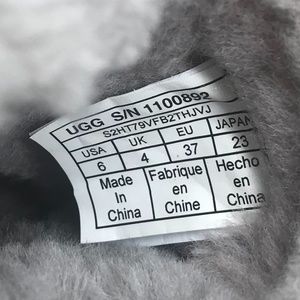 UGG S/N 1100892
S2HT79VFB2THJVJ
USA UK EU JAPAN
6 4 37 23
Made Fabrique Hecho
in en en
China Chine China